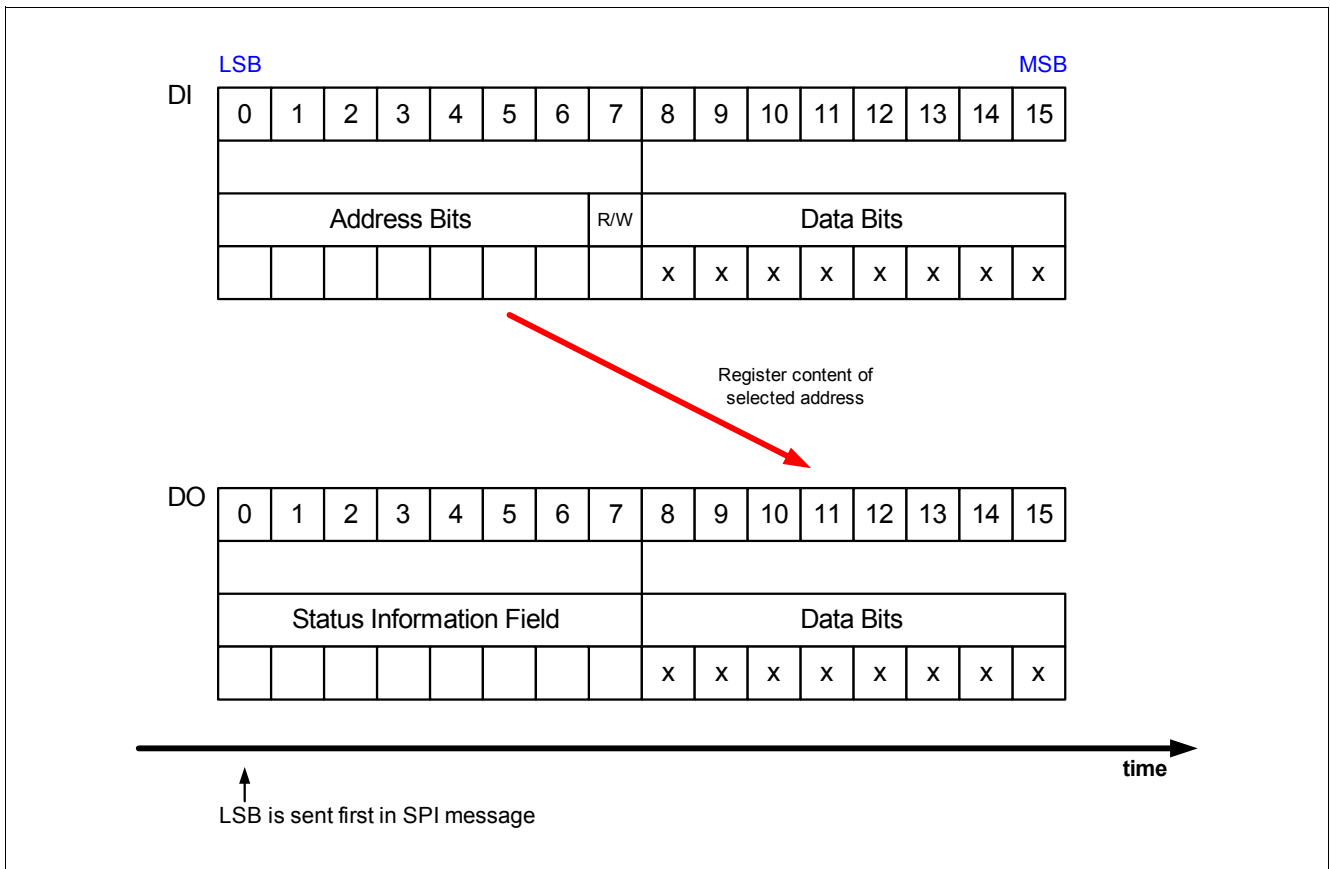 LSB MSB
DI
0 1 2 3 4 5 6 7 8 9 10 11 12 13 14 15
Address Bits R/W Data Bits
x x x x x x x x
Register content of
selected address
DO
0 1 2 3 4 5 6 7 8 9 10 11 12 13 14 15
Status Information Field Data Bits
x x x x x x x x
time
LSB is sent first in SPI message